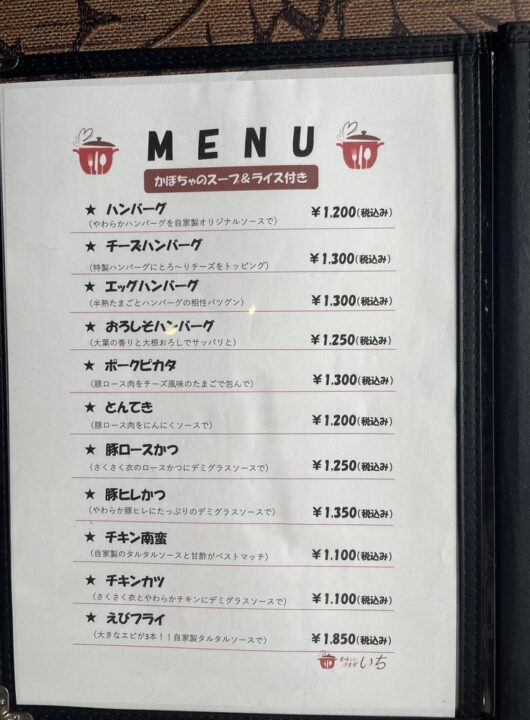 MENU
かぼちゃのスープ&ライス付き
★ ハンバーグ ¥1.200(税込み)
(やわらかハンバーグを自家製オリジナルソースで)
★ チーズハンバーグ ¥1.300(税込み)
(特製ハンバーグにとろ〜りチーズをトッピング)
★ エッグハンバーグ ¥1.300(税込み)
(半熟たまごとハンバーグの相性バツグン)
★ おろしそハンバーグ ¥1.250(税込み)
(大葉の香りと大根おろしでサッパリと)
★ ポークピカタ ¥1.300(税込み)
(豚ロース肉をチーズ風味のたまごで包んで)
★ とんてき ¥1.200(税込み)
(豚ロース肉をにんにくソースで)
★ 豚ロースかつ ¥1.250(税込み)
(さくさく衣のロースかつにデミグラスソースで)
★ 豚ヒレかつ ¥1.350(税込み)
(やわらか豚ヒレにたっぷりのデミグラスソースで)
★ チキン南蛮 ¥1.100(税込み)
(自家製のタルタルソースと甘酢がベストマッチ)
★ チキンカツ ¥1.100(税込み)
(さくさく衣とやわらかチキンにデミグラスソースで)
★ えびフライ ¥1.850(税込み)
(大きなエビが3本!!自家製タルタルソースで)
いち